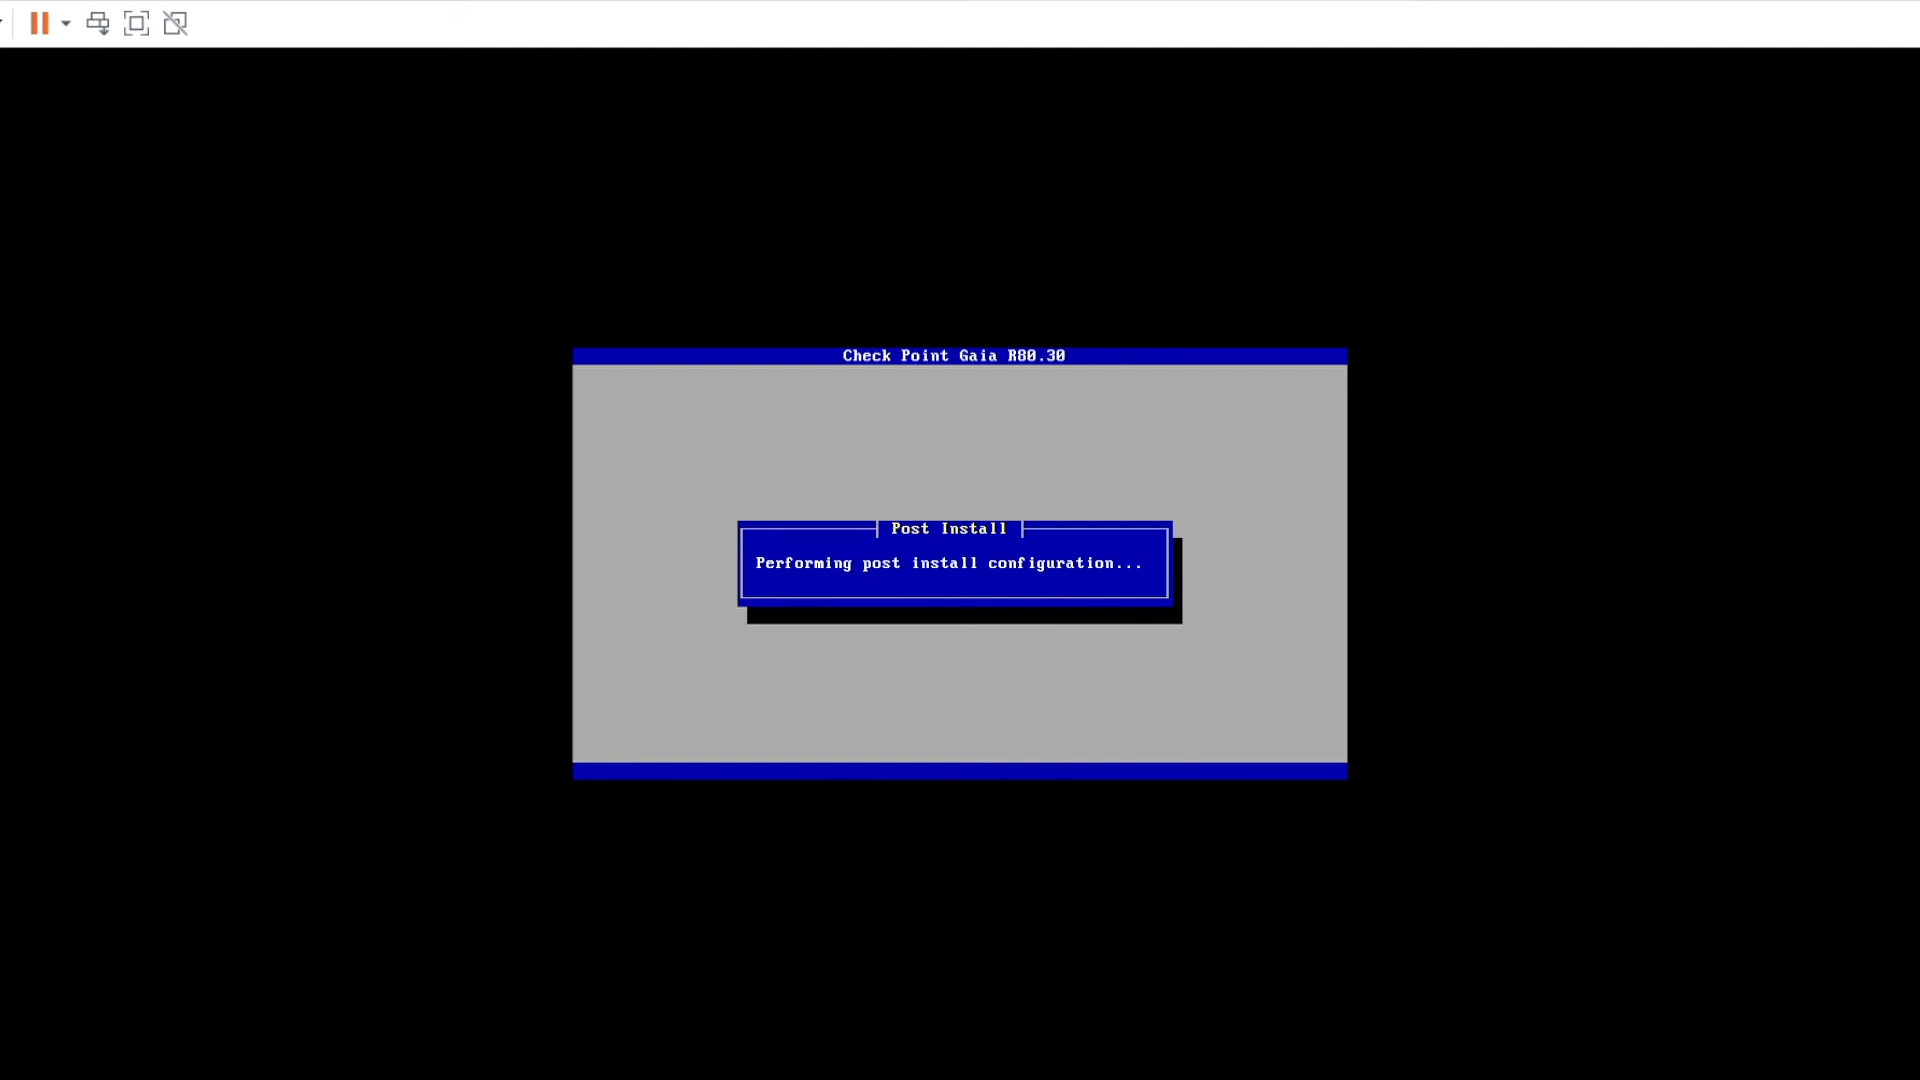 Check Point Gaia R80.30
Post Install
Performing post install configuration...